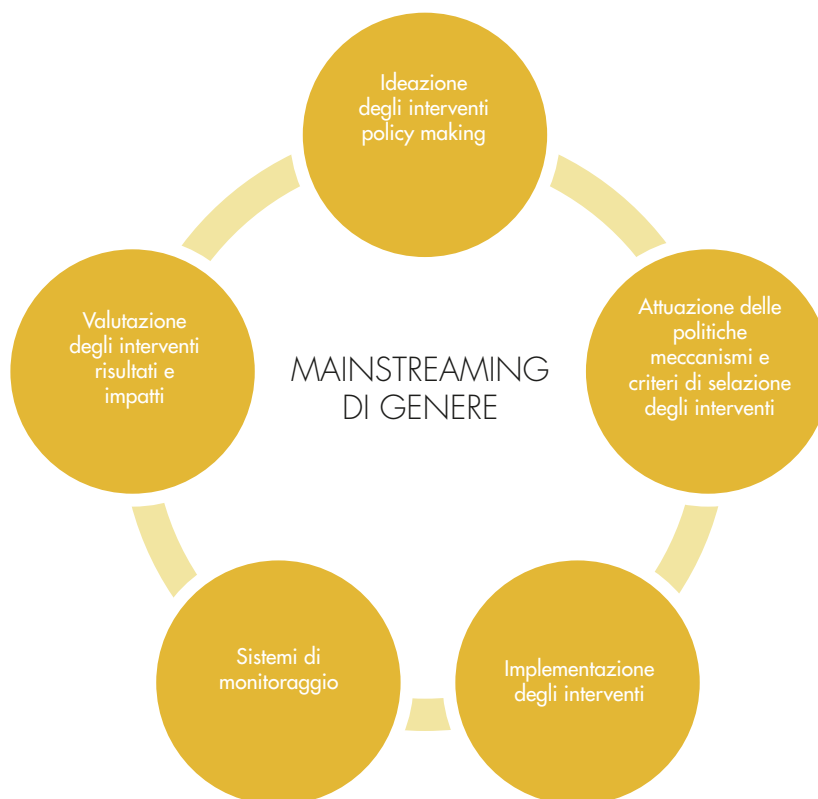 Ideazione
degli interventi
policy making
Attuazione delle
politiche
meccanismi e
criteri di selazione
degli interventi
Implementazione
degli interventi
Sistemi di
monitoraggio
Valutazione
degli interventi
risultati e
impatti
MAINSTREAMING
DI GENERE